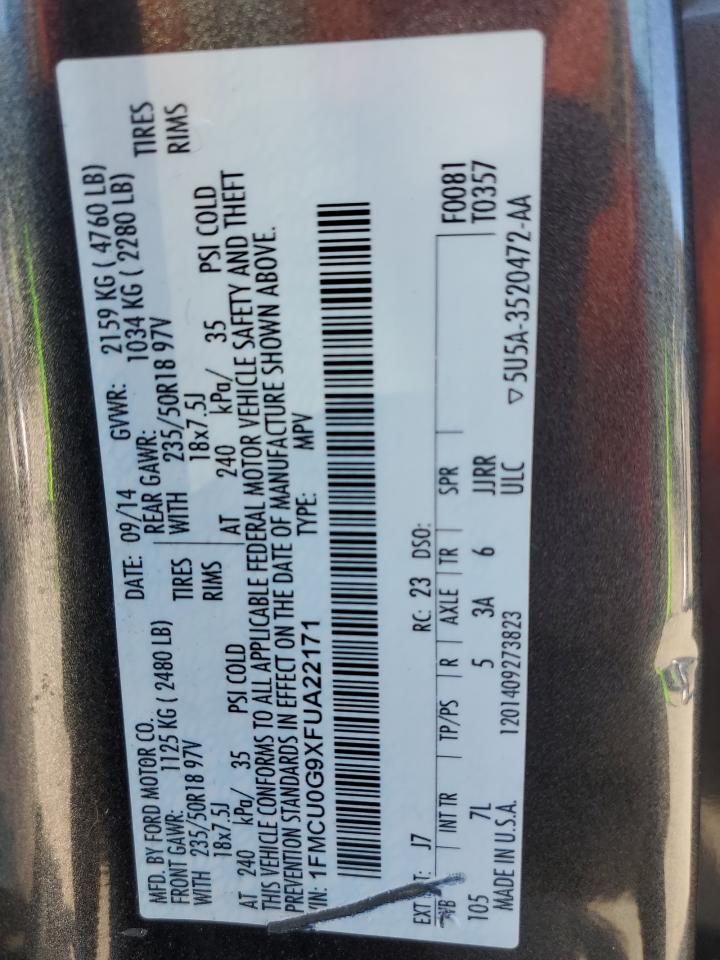 MFD. BY FORD MOTOR CO. DATE: 09/14 GVWR: 2159 KG ( 4760 LB)
FRONT GAWR: 1125 KG ( 2480 LB) REAR GAWR: 1034 KG ( 2280 LB)
WITH 235/50R18 97V TIRES WITH 235/50R18 97V TIRES
18x7.5J RIMS 18x7.5J RIMS
AT 240 kPa/ 35 PSI COLD AT 240 kPa/ 35 PSI COLD
THIS VEHICLE CONFORMS TO ALL APPLICABLE FEDERAL MOTOR VEHICLE SAFETY AND THEFT
PREVENTION STANDARDS IN EFFECT ON THE DATE OF MANUFACTURE SHOWN ABOVE.
VIN: 1FMCU0G9XFUA22171 TYPE: MPV
EXT J7 RC: 23 DSO: F0081
WB INT TR TP/PS R AXLE TR SPR T0357
105 7L 5 3A 6 JJRR
MADE IN U.S.A. 1201409273823 ULC ▽5U5A-3520472-AA